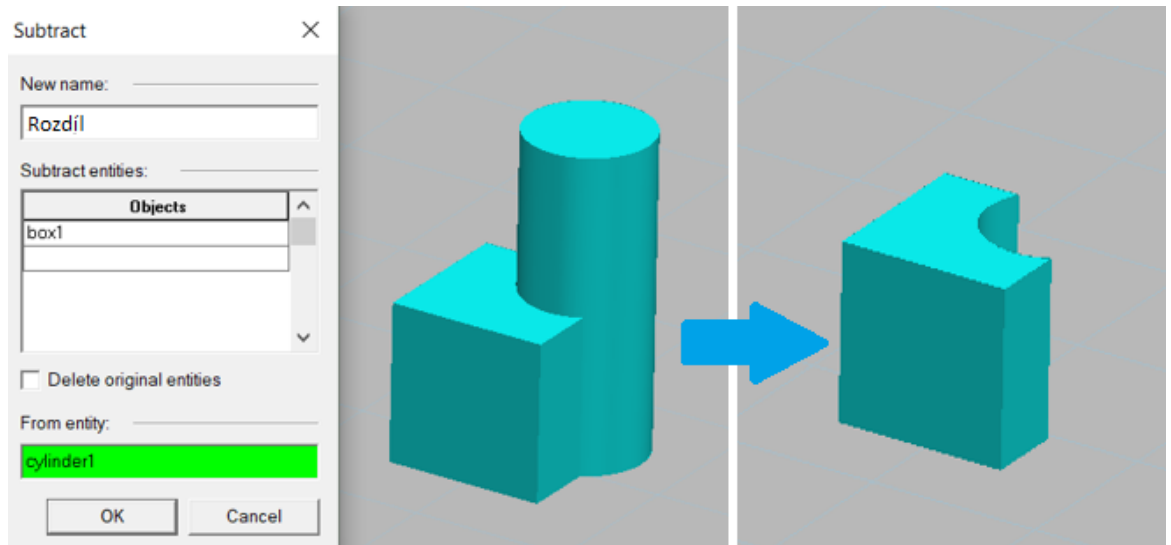 Subtract
New name:
Rozdíl
Subtract entities:
Objects
box1
Delete original entities
From entity:
cylinder1
OK
Cancel